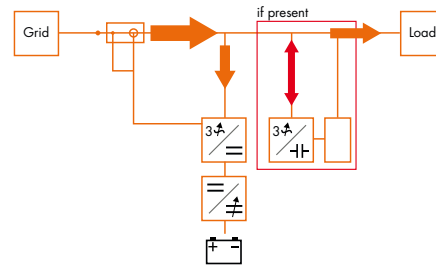 if present
Grid
Load
3
3
+ −